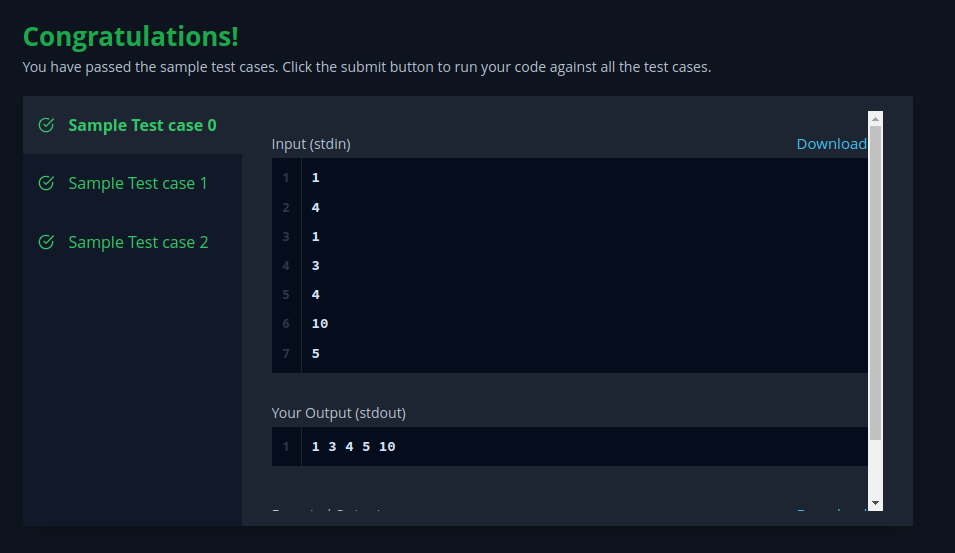 Congratulations!
You have passed the sample test cases. Click the submit button to run your code against all the test cases.
Sample Test case 0
Sample Test case 1
Sample Test case 2
Input (stdin)
Download
1 1
2 4
3 1
4 3
5 4
6 10
7 5
Your Output (stdout)
1 1 3 4 5 10